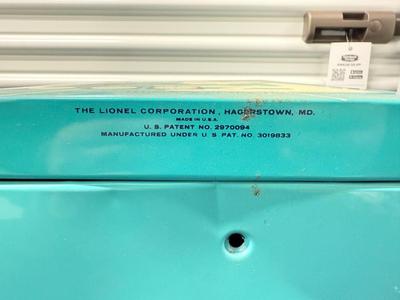 THE LIONEL CORPORATION, HAGERSTOWN, MD.
MADE IN U.S.A.
U. S. PATENT NO. 2970094
MANUFACTURED UNDER U S PAT. NO. 3019833